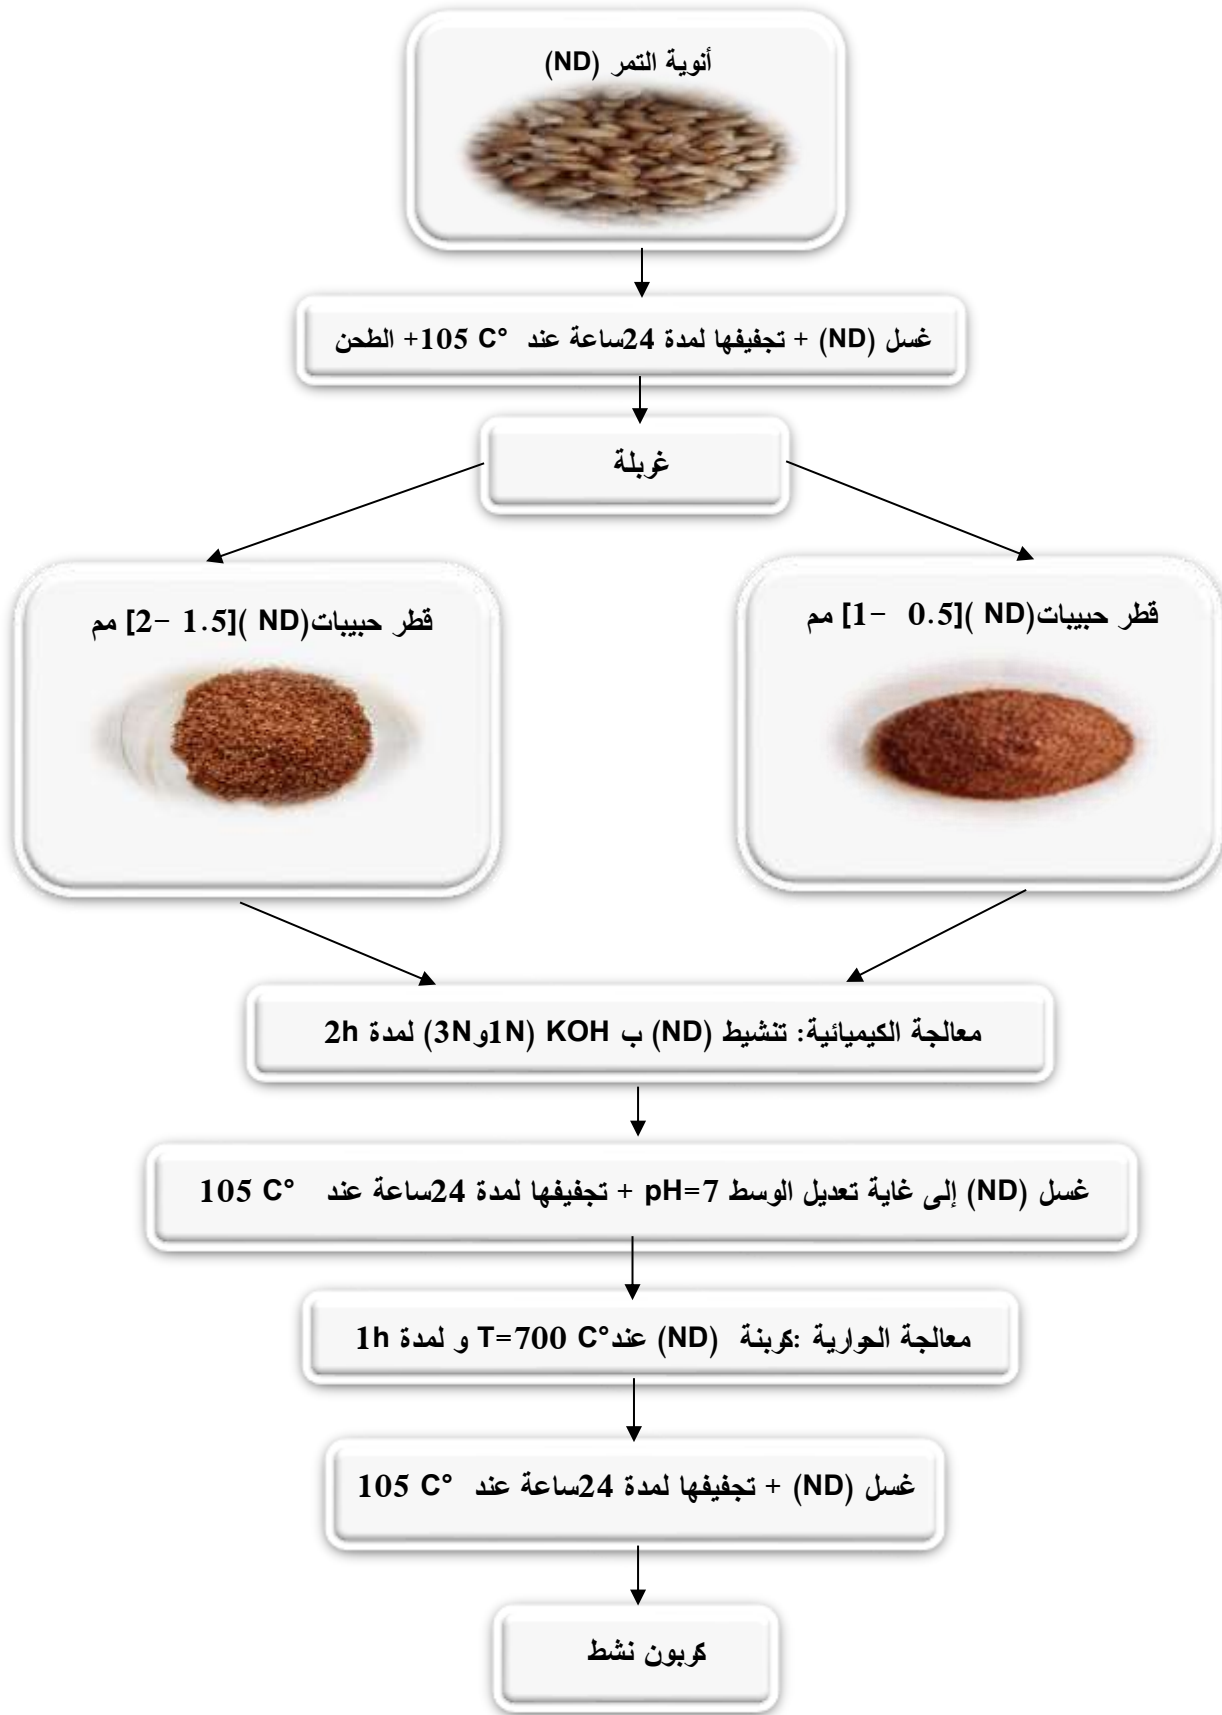 أنوية التمر (ND)
غسل (ND) + تجفيفها لمدة 24ساعة عند 105 C° + الطحن
غربلة
قطر حبيبات(ND )[1.5 -2] مم
قطر حبيبات(ND )[0.5 -1] مم
معالجة الكيميائية: تنشيط (ND) ب KOH (1Nو3N) لمدة 2h
غسل (ND) إلى غاية تعديل الوسط pH=7 + تجفيفها لمدة 24ساعة عند 105 C°
معالجة الحرارية :كربنة (ND) عندT=700 C° و لمدة 1h
غسل (ND) + تجفيفها لمدة 24ساعة عند 105 C°
كربون نشط